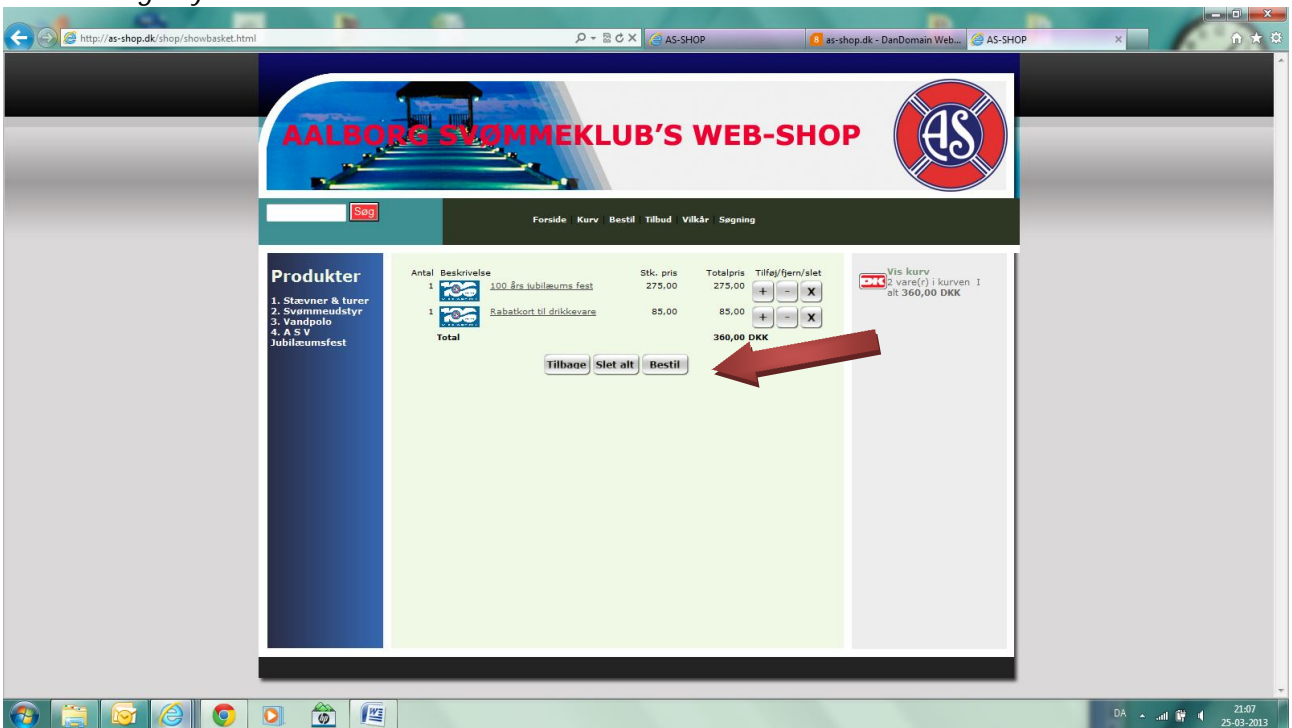 http://as-shop.dk/shop/showbasket.html
AS-SHOP
as-shop.dk - DanDomain Web...
AS-SHOP
AALBORG SVØMMEKLUB'S WEB-SHOP
AS
Søg
Forside Kurv Bestil Tilbud Vilkår Søgning
Produkter
1. Stævner & turer
2. Svømmeudstyr
3. Vandpolo
4. A S V
Jubilæumsfest
Antal Beskrivelse Stk. pris Totalpris Tilføj/fjern/slet
1 100 års jubilæums fest 275,00 275,00 + - X
1 Rabatkort til drikkevare 85,00 85,00 + - X
Total 360,00 DKK
Tilbage Slet alt Bestil
Vis kurv
2 vare(r) i kurven I
alt 360,00 DKK
DA
21:07
25-03-2013